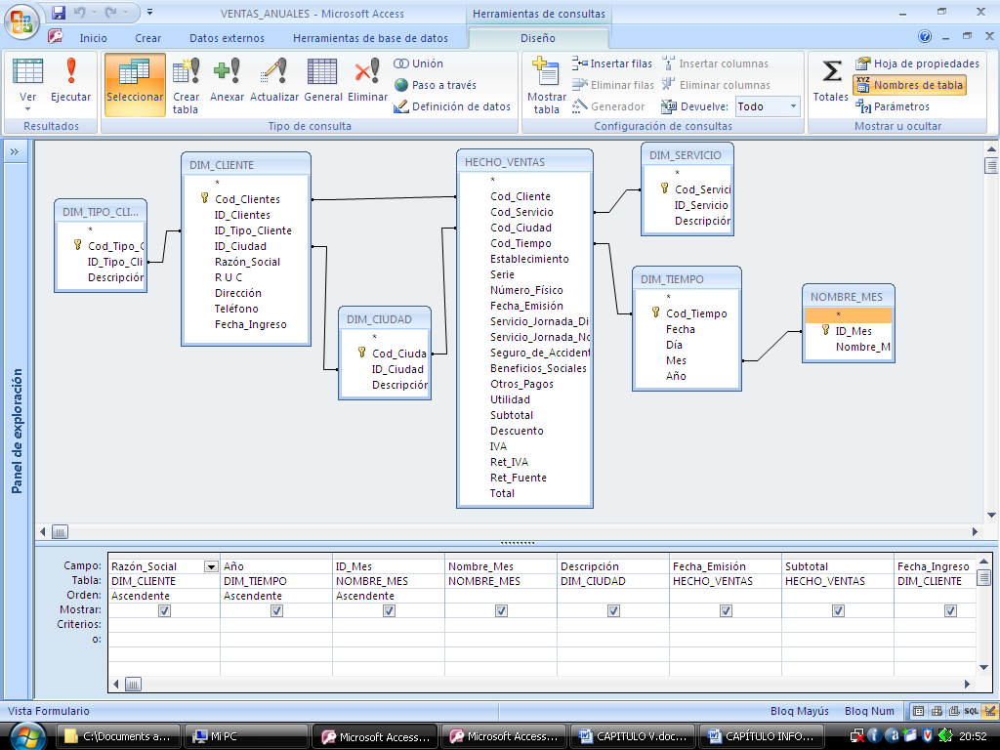 VENTAS_ANUALES - Microsoft Access
Herramientas de consultas
Inicio
Crear
Datos externos
Herramientas de base de datos
Diseño
Ver
Ejecutar
Resultados
Seleccionar
Crear tabla
Anexar
Actualizar
General
Eliminar
Unión
Paso a través
Definición de datos
Tipo de consulta
Mostrar tabla
Insertar filas
Eliminar filas
Generador
Insertar columnas
Eliminar columnas
Devuelve: Todo
Configuración de consultas
Totales
Hoja de propiedades
XYZ Nombres de tabla
Parámetros
Mostrar u ocultar
»
Panel de exploración
DIM_TIPO_CLI...
*
Cod_Tipo_C
ID_Tipo_Cli
Descripción
DIM_CLIENTE
*
Cod_Clientes
ID_Clientes
ID_Tipo_Cliente
ID_Ciudad
Razón_Social
R U C
Dirección
Teléfono
Fecha_Ingreso
DIM_CIUDAD
*
Cod_Ciuda
ID_Ciudad
Descripción
HECHO_VENTAS
*
Cod_Cliente
Cod_Servicio
Cod_Ciudad
Cod_Tiempo
Establecimiento
Serie
Número_Físico
Fecha_Emisión
Servicio_Jornada_Di
Servicio_Jornada_No
Seguro_de_Accident
Beneficios_Sociales
Otros_Pagos
Utilidad
Subtotal
Descuento
IVA
Ret_IVA
Ret_Fuente
Total
DIM_SERVICIO
*
Cod_Servici
ID_Servicio
Descripción
DIM_TIEMPO
*
Cod_Tiempo
Fecha
Día
Mes
Año
NOMBRE_MES
*
ID_Mes
Nombre_M
Campo: Razón_Social Año ID_Mes Nombre_Mes Descripción Fecha_Emisión Subtotal Fecha_Ingreso
Tabla: DIM_CLIENTE DIM_TIEMPO NOMBRE_MES NOMBRE_MES DIM_CIUDAD HECHO_VENTAS HECHO_VENTAS DIM_CLIENTE
Orden: Ascendente Ascendente Ascendente
Mostrar:
Criterios:
o:
Vista Formulario
Bloq Mayús
Bloq Num
SQL
C:\Documents a...
Mi PC
Microsoft Access...
Microsoft Access...
CAPITULO V.doc...
CAPÍTULO INFO...
20:52